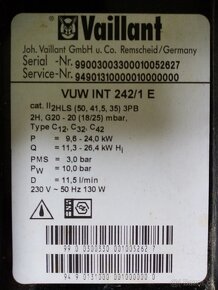 Vaillant
Joh. Vaillant GmbH u. Co. Remscheid / Germany
Serial -Nr. 99003003300010052627
Service-Nr. 94901310000010000000
VUW INT 242/1 E
cat. II2HLS (50, 41,5, 35) 3PB
2H, G20 - 20 (18/25) mbar,
Type C12, C32, C42
P = 9,6 - 24,0 kW
Q = 11,3 - 26,4 kW Hi
PMS = 3,0 bar
PW = 10,0 bar
D = 11,5 l/min
230 V ~ 50 Hz 130 W